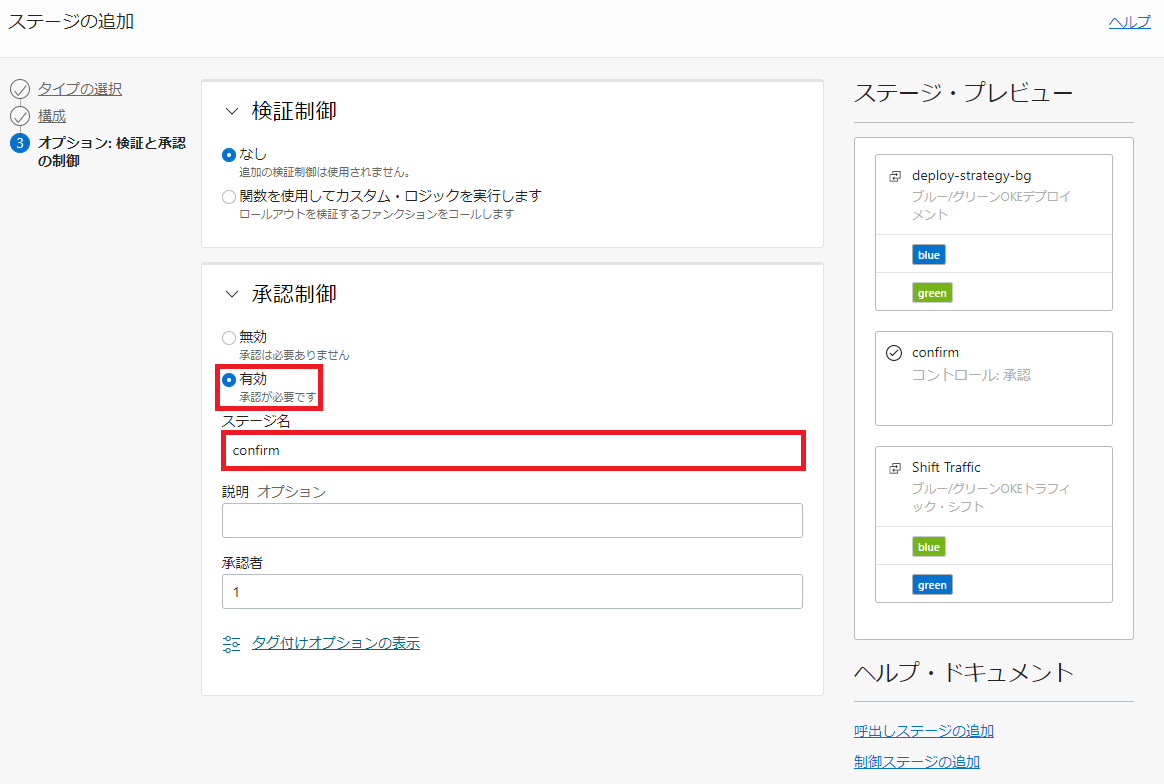 ステージの追加
ヘルプ
タイプの選択
構成
3
オプション: 検証と承認
の制御
検証制御
なし
追加の検証制御は使用されません。
関数を使用してカスタム・ロジックを実行します
ロールアウトを検証するファンクションをコールします
承認制御
無効
承認は必要ありません
有効
承認が必要です
ステージ名
confirm
説明 オプション
承認者
1
タグ付けオプションの表示
ステージ・プレビュー
deploy-strategy-bg
ブルー/グリーンOKEデプロイ
メント
blue
green
confirm
コントロール: 承認
Shift Traffic
ブルー/グリーンOKEトラフィ
ック・シフト
blue
green
ヘルプ・ドキュメント
呼出しステージの追加
制御ステージの追加